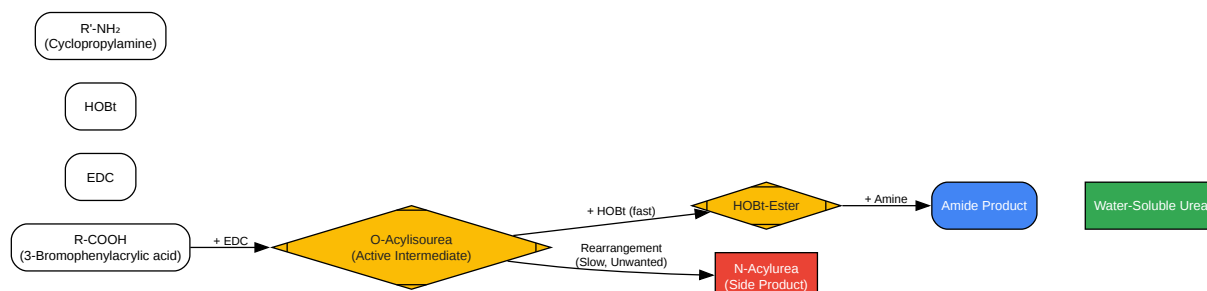 R'-NH₂
(Cyclopropylamine)
HOBt
EDC
R-COOH
(3-Bromophenylacrylic acid)
+ EDC
O-Acylisourea
(Active Intermediate)
+ HOBt (fast)
Rearrangement
(Slow, Unwanted)
HOBt-Ester
N-Acylurea
(Side Product)
+ Amine
Amide Product
Water-Soluble Urea